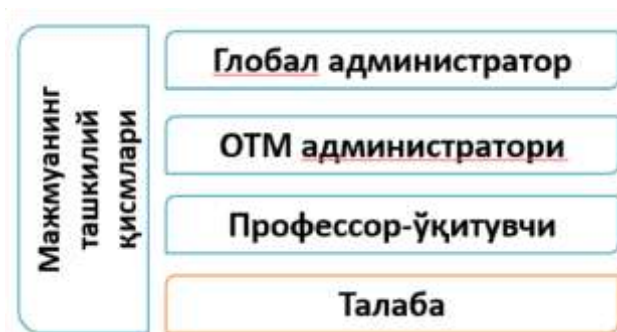 Мажмуанинг
ташкилий
қисмлари
Глобал администратор
ОТМ администратори
Профессор-ўқитувчи
Талаба